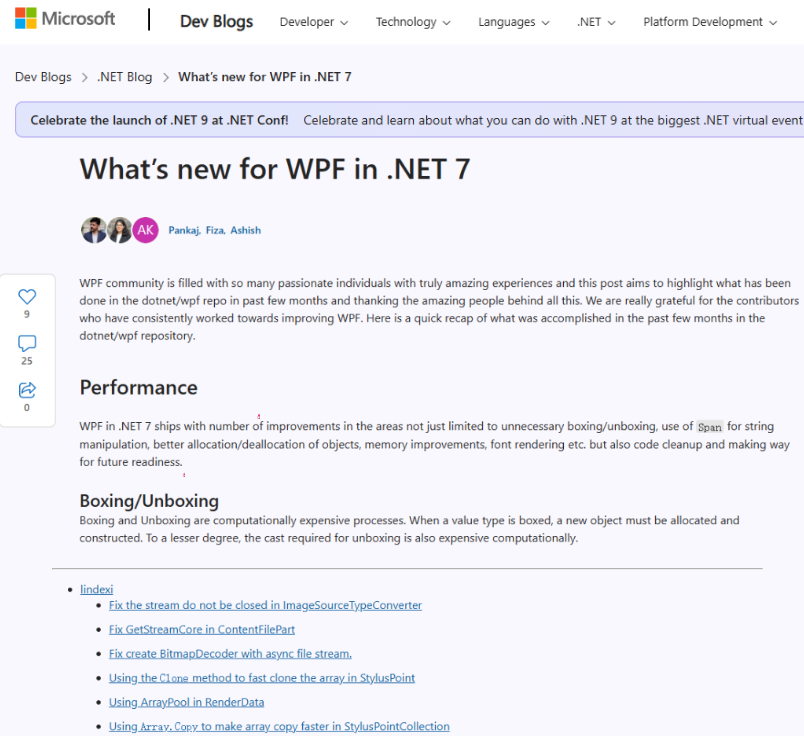 Microsoft
Dev Blogs
Developer
Technology
Languages
.NET
Platform Development
Dev Blogs > .NET Blog > What's new for WPF in .NET 7
Celebrate the launch of .NET 9 at .NET Conf! Celebrate and learn about what you can do with .NET 9 at the biggest .NET virtual event
What's new for WPF in .NET 7
AK
Pankaj, Fiza, Ashish
9
25
0
WPF community is filled with so many passionate individuals with truly amazing experiences and this post aims to highlight what has been
done in the dotnet/wpf repo in past few months and thanking the amazing people behind all this. We are really grateful for the contributors
who have consistently worked towards improving WPF. Here is a quick recap of what was accomplished in the past few months in the
dotnet/wpf repository.
Performance
WPF in .NET 7 ships with number of improvements in the areas not just limited to unnecessary boxing/unboxing, use of Span for string
manipulation, better allocation/deallocation of objects, memory improvements, font rendering etc. but also code cleanup and making way
for future readiness.
Boxing/Unboxing
Boxing and Unboxing are computationally expensive processes. When a value type is boxed, a new object must be allocated and
constructed. To a lesser degree, the cast required for unboxing is also expensive computationally.
lindexi
Fix the stream do not be closed in ImageSourceTypeConverter
Fix GetStreamCore in ContentFilePart
Fix create BitmapDecoder with async file stream.
Using the Clone method to fast clone the array in StylusPoint
Using ArrayPool in RenderData
Using Array.Copy to make array copy faster in StylusPointCollection